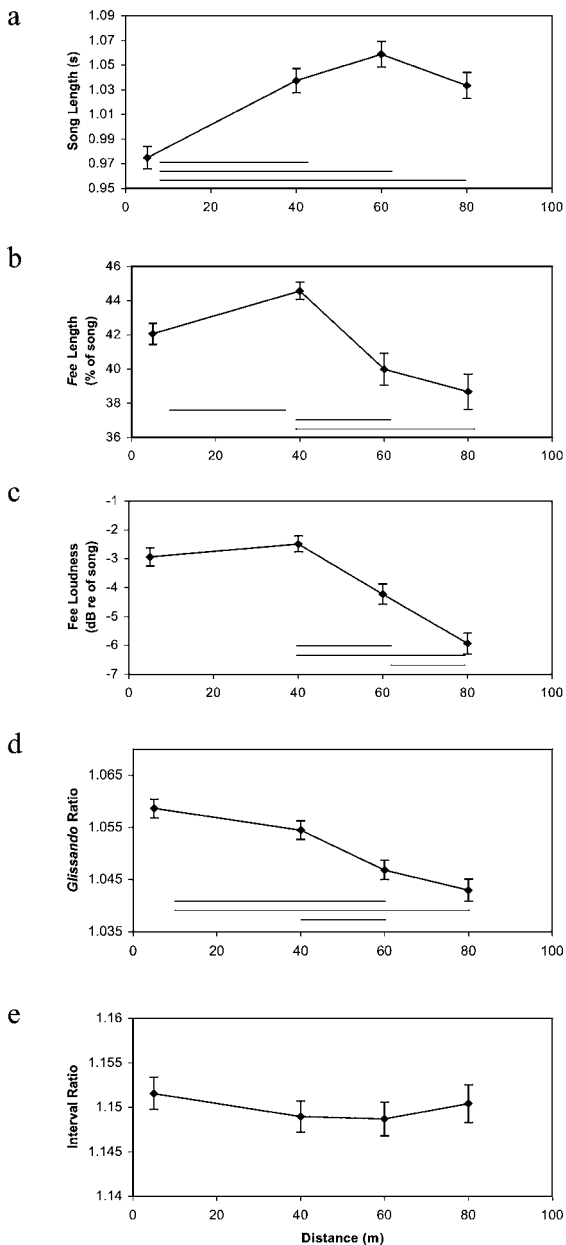 a
Song Length (s)
1.09
1.07
1.05
1.03
1.01
0.99
0.97
0.95
0 20 40 60 80 100
b
Fee Length
(% of song)
46
44
42
40
38
36
0 20 40 60 80 100
c
Fee Loudness
(dB re of song)
-1
-2
-3
-4
-5
-6
-7
0 20 40 60 80 100
d
Glissando Ratio
1.065
1.055
1.045
1.035
0 20 40 60 80 100
e
Interval Ratio
1.16
1.155
1.15
1.145
1.14
0 20 40 60 80 100
Distance (m)